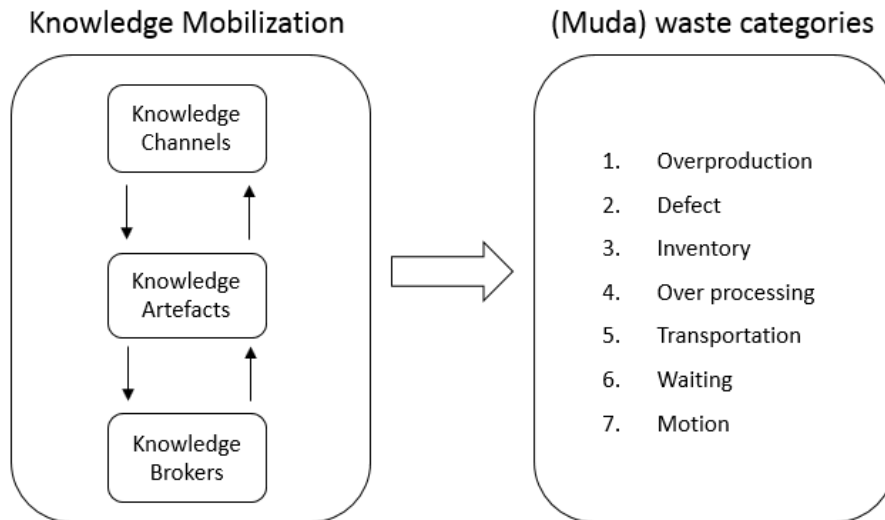 Knowledge Mobilization
(Muda) waste categories
Knowledge
Channels
Knowledge
Artefacts
Knowledge
Brokers
1. Overproduction
2. Defect
3. Inventory
4. Over processing
5. Transportation
6. Waiting
7. Motion